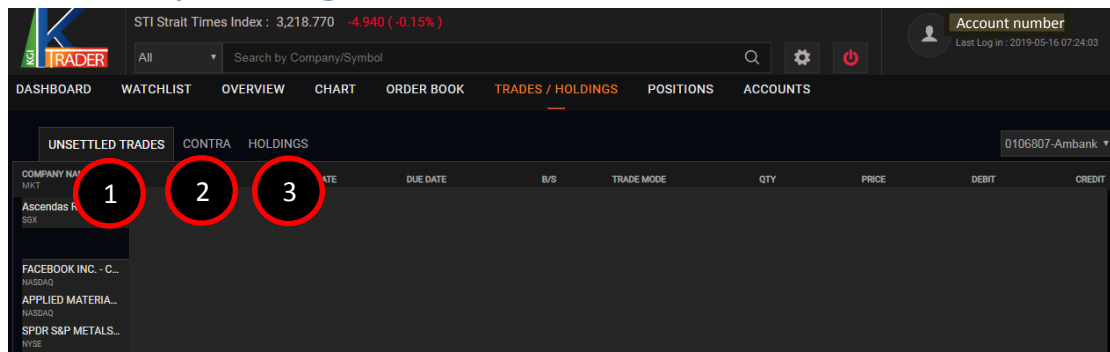 STI Strait Times Index : 3,218.770 -4.940 ( -0.15% )
Account number
Last Log in : 2019-05-16 07:24:03
KGI TRADER
All
Search by Company/Symbol
DASHBOARD WATCHLIST OVERVIEW CHART ORDER BOOK TRADES / HOLDINGS POSITIONS ACCOUNTS
UNSETTLED TRADES CONTRA HOLDINGS 0106807-Ambank
1 2 3
COMPANY NA ATE DUE DATE B/S TRADE MODE QTY PRICE DEBIT CREDIT
MKT
Ascendas R
SGX
FACEBOOK INC. - C...
NASDAQ
APPLIED MATERIA...
NASDAQ
SPDR S&P METALS...
NYSE